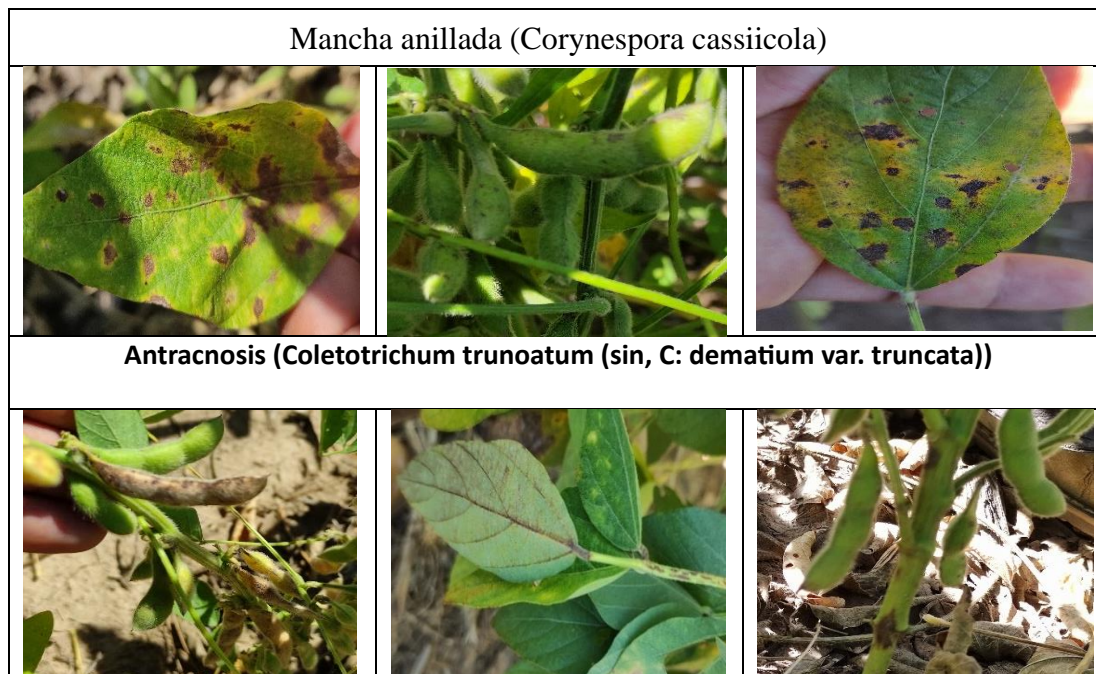 Mancha anillada (Corynespora cassiicola)
Antracnosis (Coletotrichum trunoatum (sin, C: dematium var. truncata))